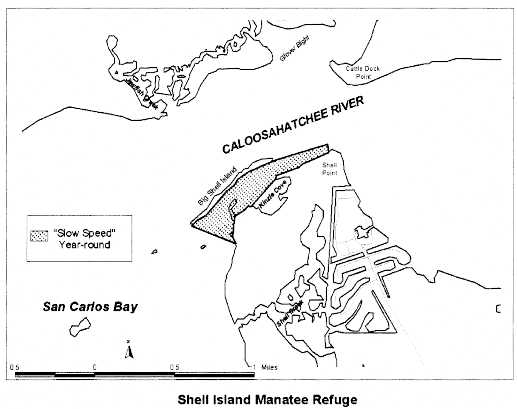 Glover Bight
Cattle Dock
Point
CALOOSAHATCHEE RIVER
Big Shell Island
Shell
Point
Kinzie Cove
"Slow Speed"
Year-round
San Carlos Bay
N
0.5 0 0.5 1 Miles
Shell Island Manatee Refuge